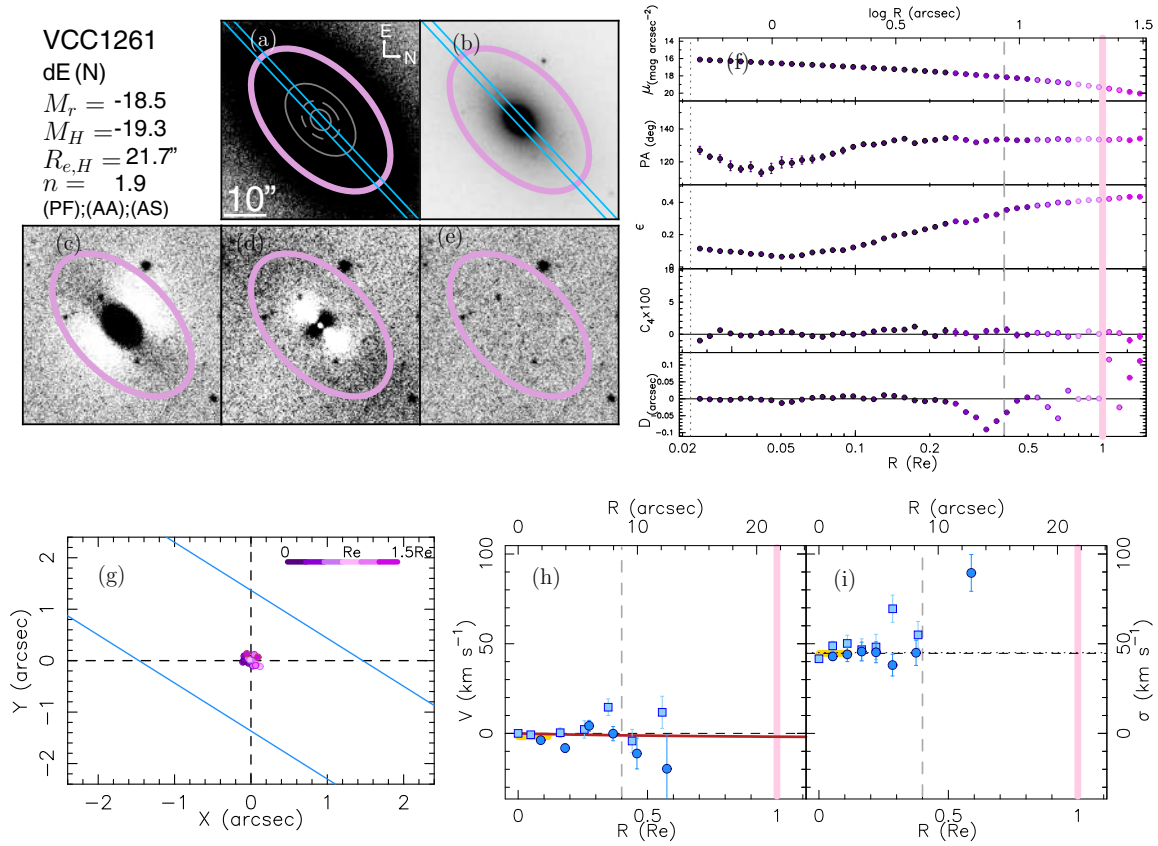 VCC1261
dE (N)
M_r = -18.5
M_H = -19.3
R_{e,H} = 21.7"
n = 1.9
(PF);(AA);(AS)
(a)
E
N
10"
(b)
(c)
(d)
(e)
log R (arcsec)
0 1 1.5
(f)
μ(mag arcsec⁻²)
14
16
18
20
PA (deg)
140
120
ϵ
0.4
0.2
0
C₄×100
5
0
-5
D (arcsec)
0.1
0.05
0
-0.05
-0.1
0.02 0.05 0.1 0.2 0.5 1
R (Re)
(g)
0 Re 1.5Re
Y (arcsec)
2
1
0
-1
-2
-2 -1 0 1 2
X (arcsec)
R (arcsec)
0 10 20
(h)
V (km s⁻¹)
100
50
0
0 0.5 1
R (Re)
R (arcsec)
0 10 20
(i)
σ (km s⁻¹)
100
50
0
0 0.5 1
R (Re)